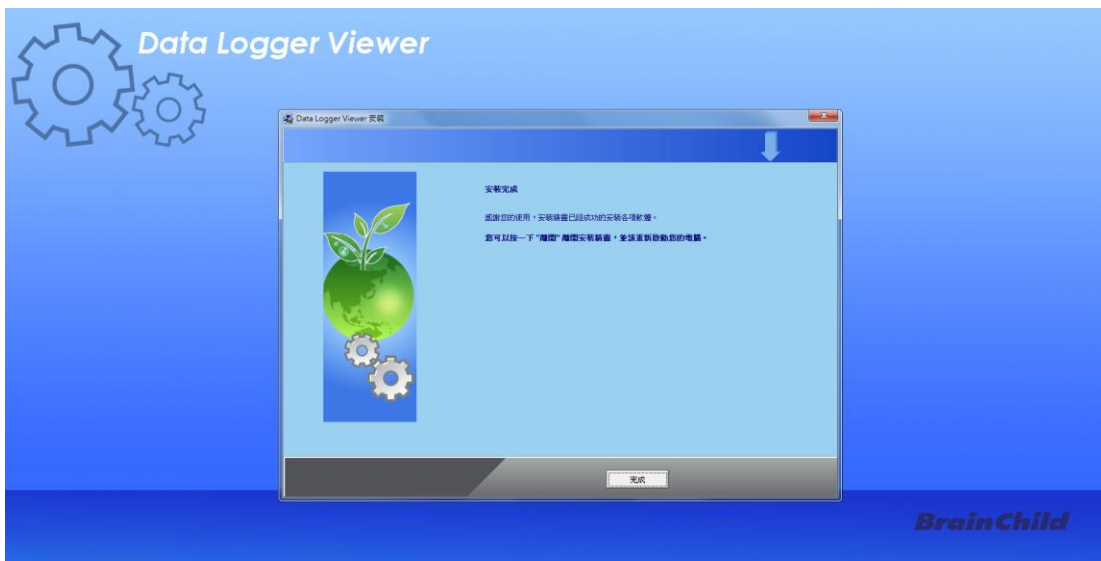 Data Logger Viewer
Data Logger Viewer 安裝
安裝完成
感謝您的使用，安裝精靈已經成功的安裝各項軟體。
您可以按一下"離開"離開安裝精靈，並請重新啟動您的電腦。
完成
BrainChild